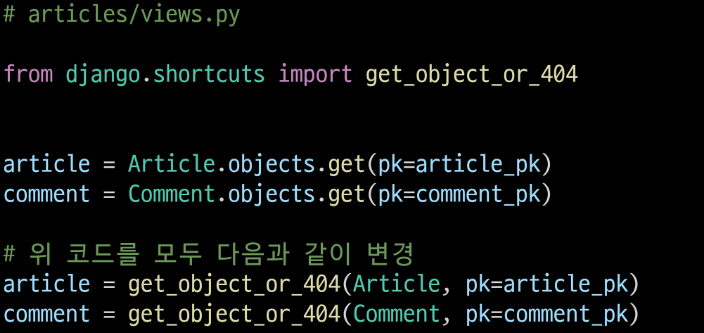 # articles/views.py
from django.shortcuts import get_object_or_404
article = Article.objects.get(pk=article_pk)
comment = Comment.objects.get(pk=comment_pk)
# 위 코드를 모두 다음과 같이 변경
article = get_object_or_404(Article, pk=article_pk)
comment = get_object_or_404(Comment, pk=comment_pk)